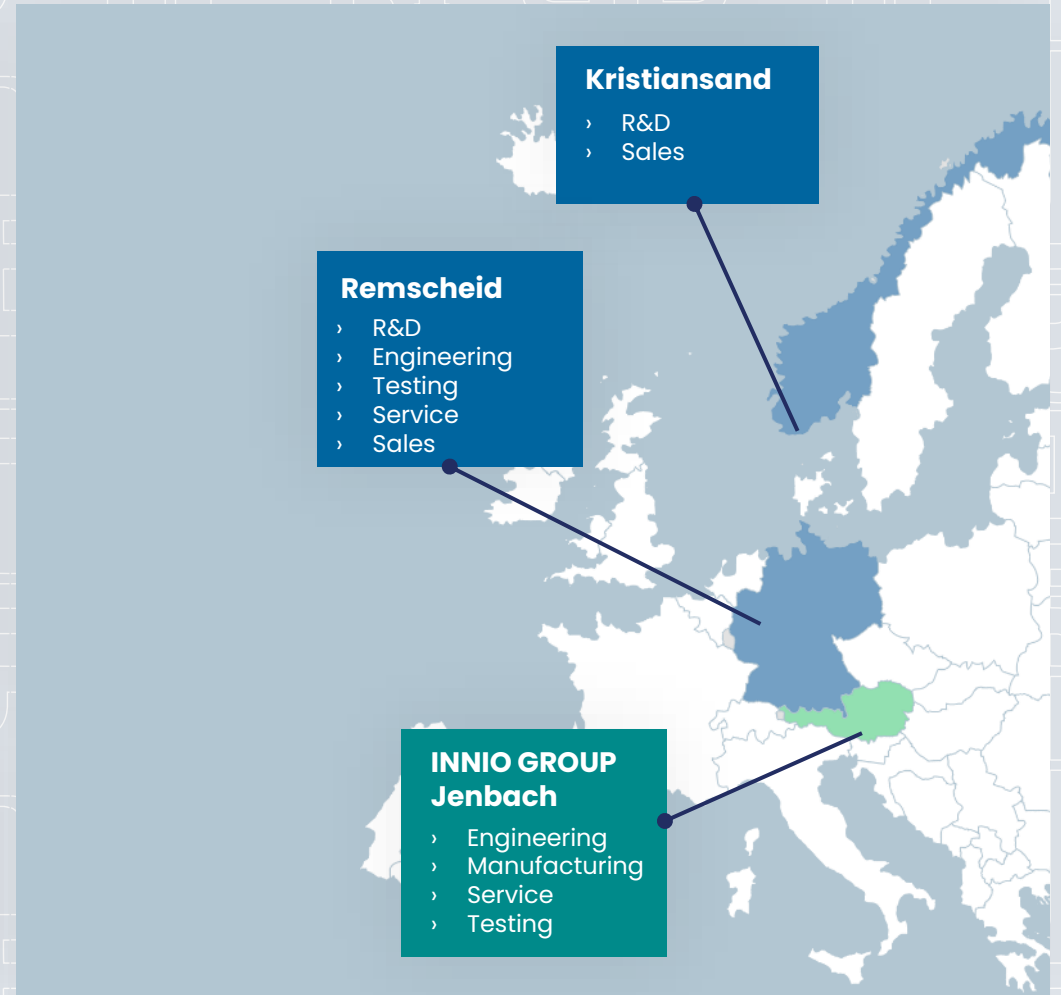 Kristiansand
› R&D
› Sales
Remscheid
› R&D
› Engineering
› Testing
› Service
› Sales
INNIO GROUP
Jenbach
› Engineering
› Manufacturing
› Service
› Testing